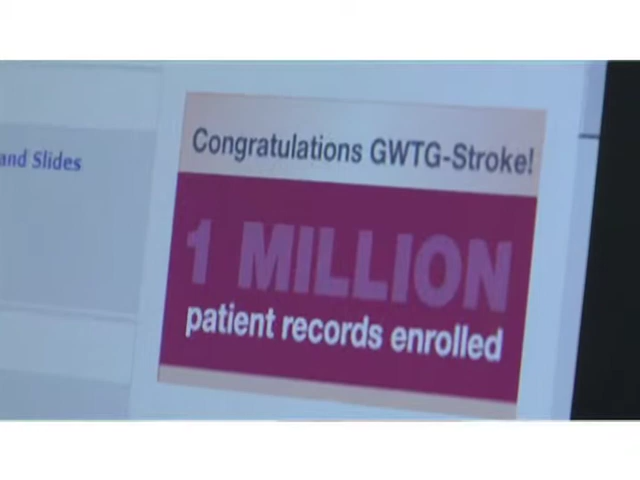 and Slides
Congratulations GWTG-Stroke!
1 MILLION
patient records enrolled